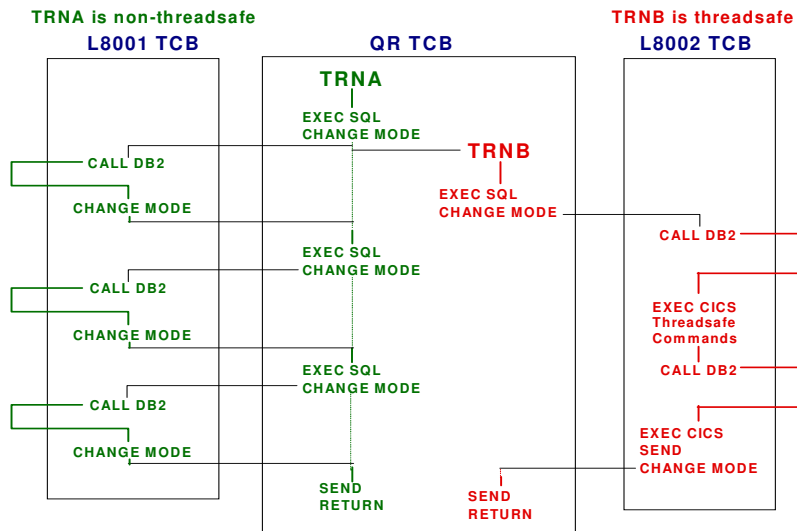 TRNA is non-threadsafe
TRNB is threadsafe
L8001 TCB
QR TCB
L8002 TCB
TRNA
EXEC SQL
CHANGE MODE
TRNB
CALL DB2
EXEC SQL
CHANGE MODE
CHANGE MODE
CALL DB2
EXEC SQL
CHANGE MODE
CALL DB2
EXEC CICS
Threadsafe
Commands
CHANGE MODE
CALL DB2
EXEC SQL
CHANGE MODE
CALL DB2
EXEC CICS
SEND
CHANGE MODE
CHANGE MODE
SEND
RETURN
SEND
RETURN